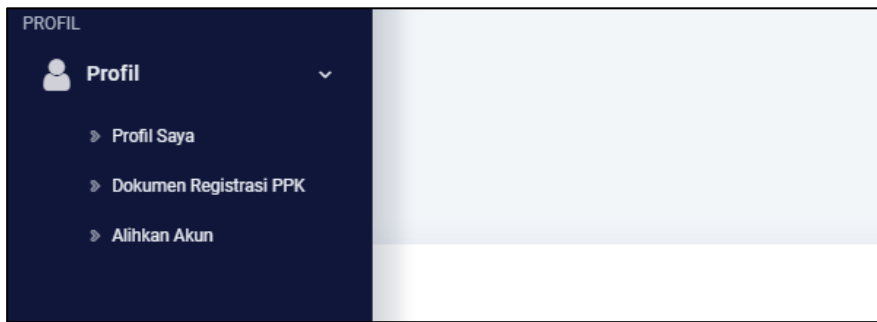 PROFIL
Profil
Profil Saya
Dokumen Registrasi PPK
Alihkan Akun